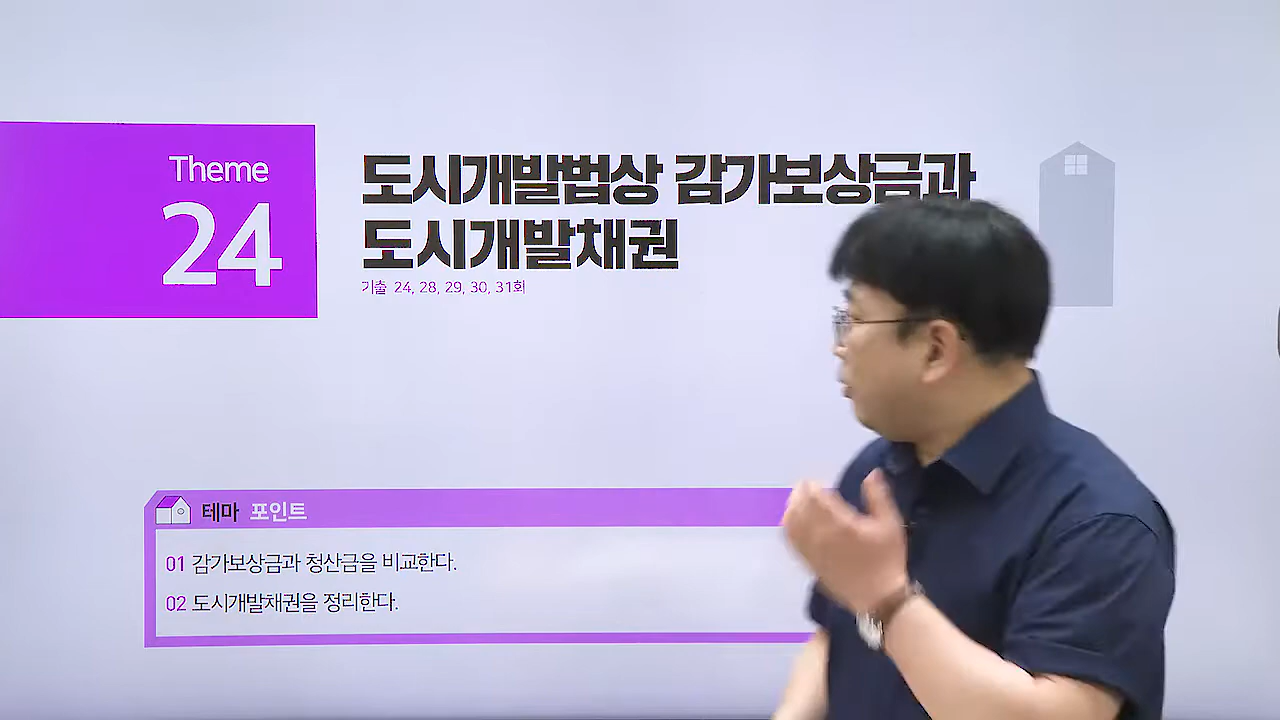 Theme
24
도시개발법상 감가보상금과
도시개발채권
기출 24, 28, 29, 30, 31회
테마 포인트
01 감가보상금과 청산금을 비교한다.
02 도시개발채권을 정리한다.